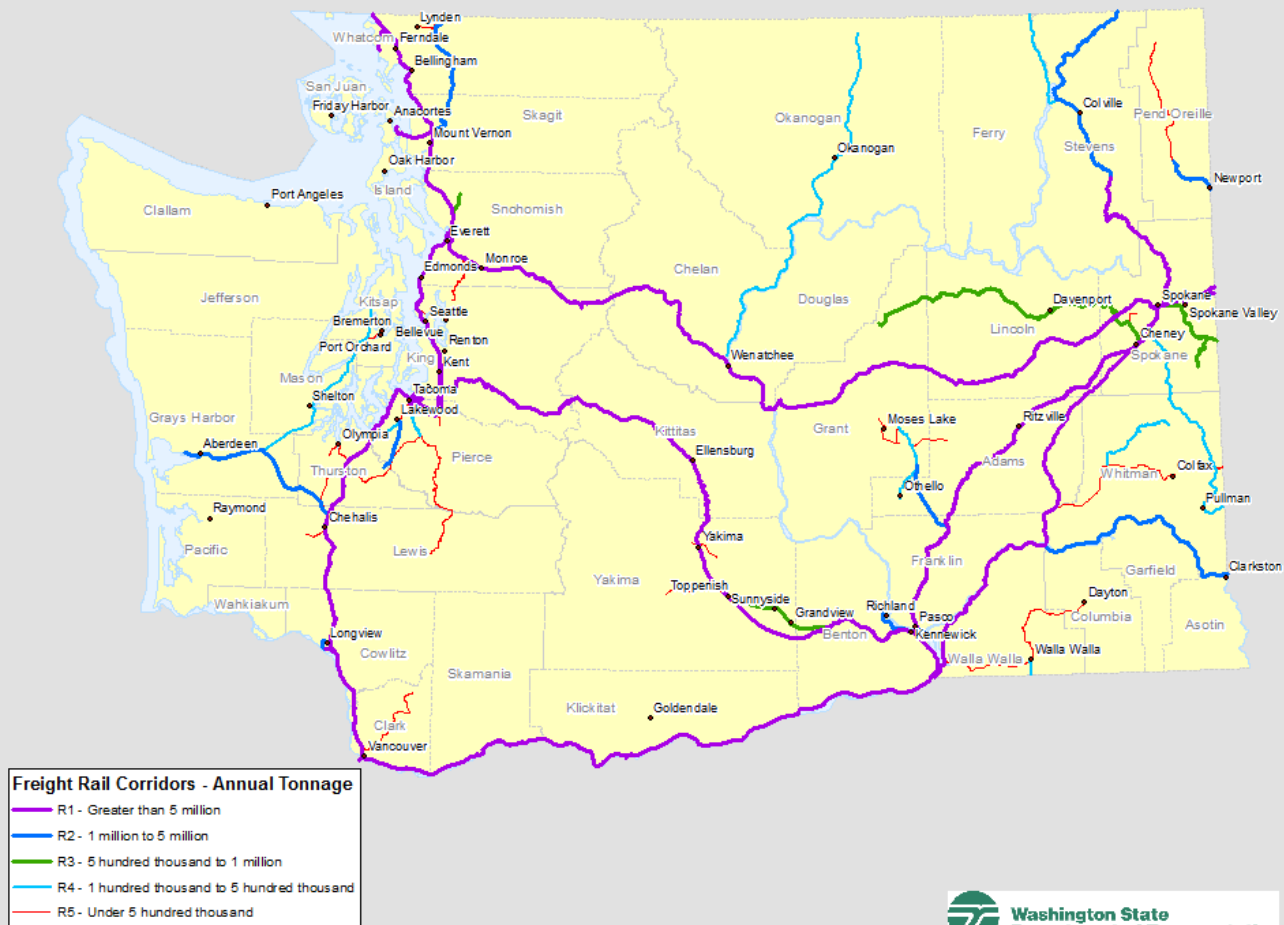 Lynden
Whatcom
Ferndale
Bellingham
San Juan
Friday Harbor
Anacortes
Skagit
Mount Vernon
Oak Harbor
Island
Port Angeles
Clallam
Snohomish
Everett
Edmonds
Monroe
Jefferson
Kitsap
Seattle
Bremerton
Bellevue
Port Orchard
Renton
King
Kent
Mason
Shelton
Tacoma
Lakewood
Grays Harbor
Aberdeen
Olympia
Thurston
Pierce
Raymond
Chehalis
Pacific
Lewis
Wahkiakum
Longview
Cowlitz
Skamania
Clark
Vancouver
Okanogan
Okanogan
Ferry
Colville
Stevens
Pend Oreille
Newport
Chelan
Douglas
Davenport
Lincoln
Spokane
Spokane Valley
Cheney
Spokane
Wenatchee
Kittitas
Grant
Moses Lake
Ritzville
Ellensburg
Adams
Whitman
Colfax
Othello
Pullman
Yakima
Yakima
Franklin
Garfield
Clarkston
Toppenish
Sunnyside
Grandview
Richland
Pasco
Benton
Kennewick
Dayton
Columbia
Asotin
Walla Walla
Walla Walla
Klickitat
Goldendale
Freight Rail Corridors - Annual Tonnage
R1 - Greater than 5 million
R2 - 1 million to 5 million
R3 - 5 hundred thousand to 1 million
R4 - 1 hundred thousand to 5 hundred thousand
R5 - Under 5 hundred thousand
Washington State